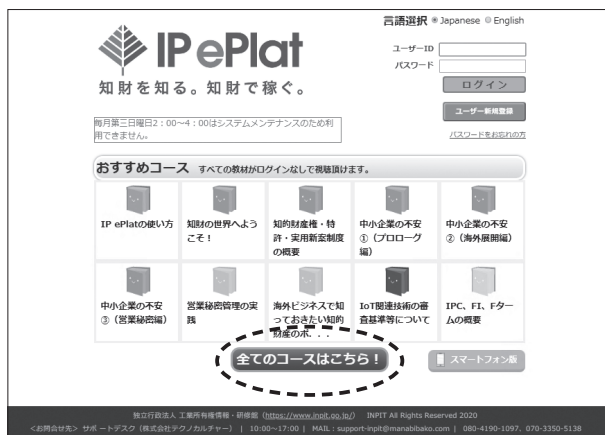 言語選択 Japanese English
IP ePlat
知財を知る。知財で稼ぐ。
ユーザーID
パスワード
ログイン
ユーザー新規登録
パスワードをお忘れの方
毎月第三日曜日2：00～4：00はシステムメンテナンスのため利
用できません。
おすすめコース すべての教材がログインなしで視聴頂けます。
IP ePlatの使い方
知財の世界へよう
こそ！
知的財産権・特
許・実用新案制度
の概要
中小企業の不安
①（プロローグ
編）
中小企業の不安
②（海外展開編）
中小企業の不安
③（営業秘密編）
営業秘密管理の実
践
海外ビジネスで知
っておきたい知的
財産のポ．．．
IoT関連技術の審
査基準等について
IPC、FI、Fター
ムの概要
全てのコースはこちら！
スマートフォン版
独立行政法人 工業所有権情報・研修館（https://www.inpit.go.jp/） INPIT All Rights Reserved 2020
＜お問合せ先＞ サポートデスク（株式会社テクノカルチャー） | 10:00～17:00 | MAIL：support-inpit@manabibako.com | 080-4190-1097、070-3350-5138